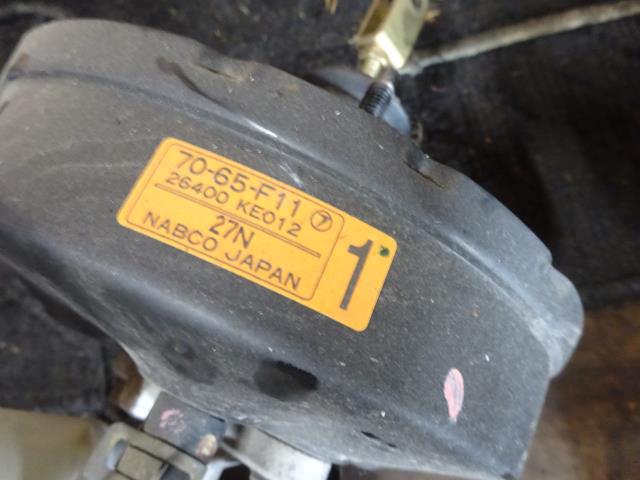 70-65-F11 ⑦
26400 KE012
27N
NABCO JAPAN
1